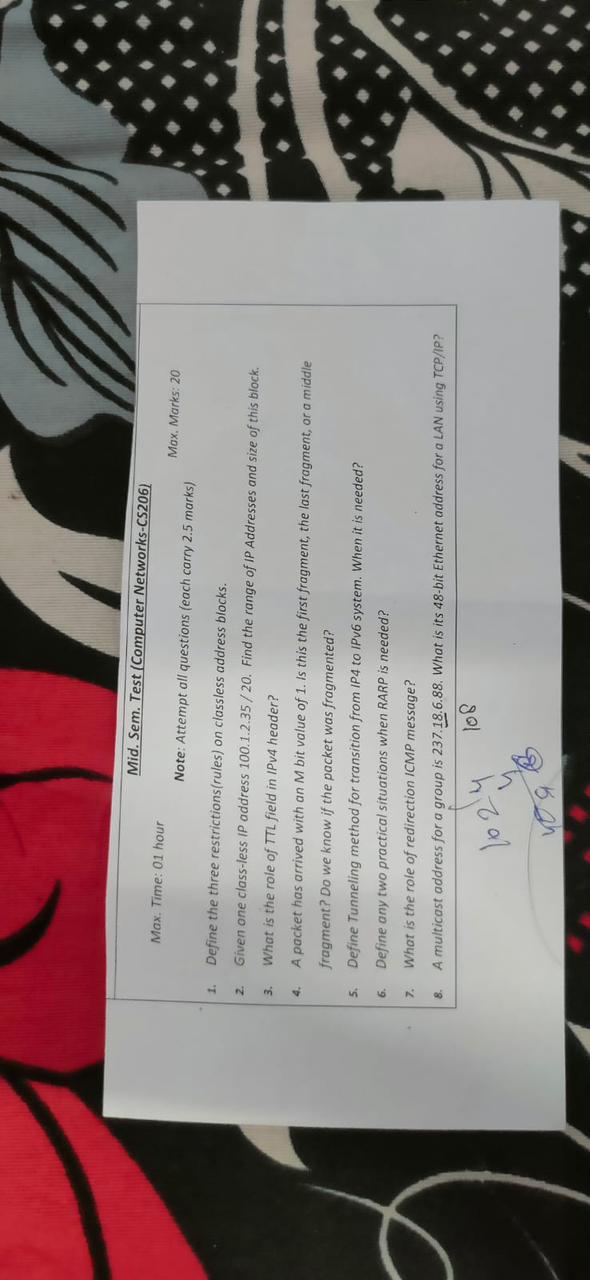 Mid. Sem. Test (Computer Networks-CS206)
Max. Time: 01 hour
Max. Marks: 20
Note: Attempt all questions (each carry 2.5 marks)
1. Define the three restrictions(rules) on classless address blocks.
2. Given one class-less IP address 100.1.2.35 / 20. Find the range of IP Addresses and size of this block.
3. What is the role of TTL field in IPv4 header?
4. A packet has arrived with an M bit value of 1. Is this the first fragment, the last fragment, or a middle
fragment? Do we know if the packet was fragmented?
5. Define Tunneling method for transition from IP4 to IPv6 system. When it is needed?
6. Define any two practical situations when RARP is needed?
7. What is the role of redirection ICMP message?
8. A multicast address for a group is 237.18.6.88. What is its 48-bit Ethernet address for a LAN using TCP/IP?
108
1024
4